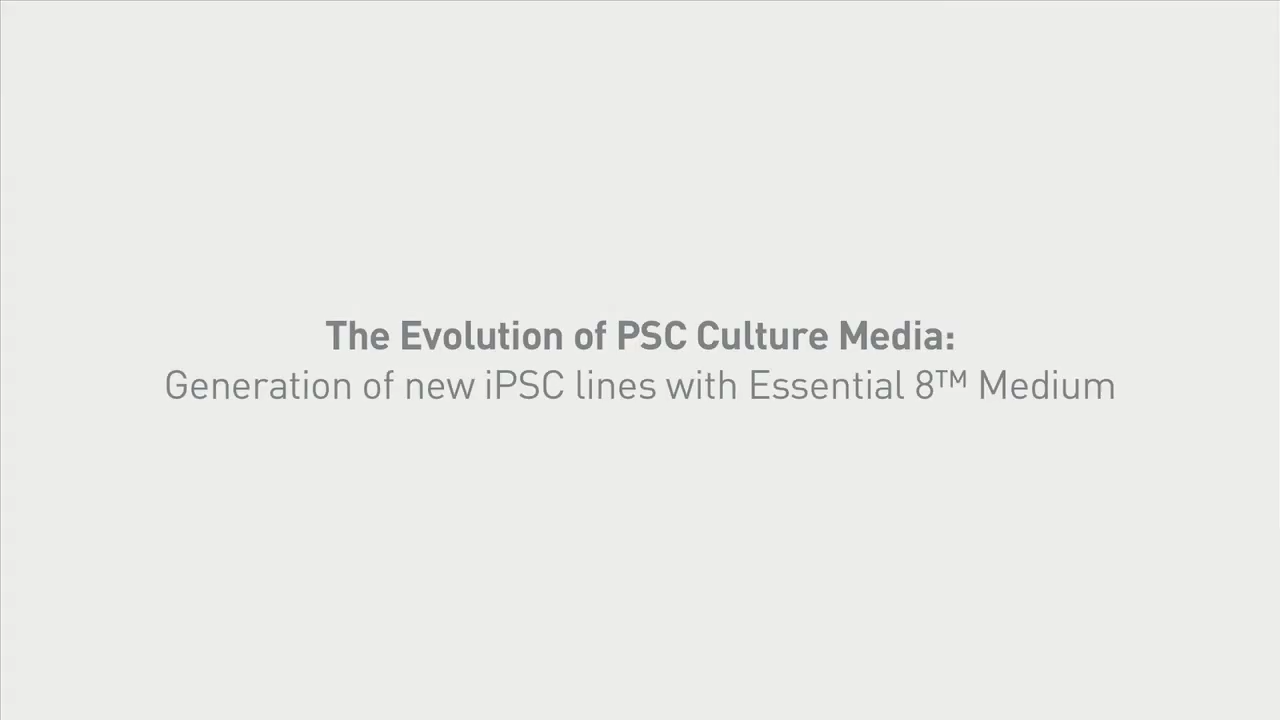 The Evolution of PSC Culture Media:
Generation of new iPSC lines with Essential 8™ Medium